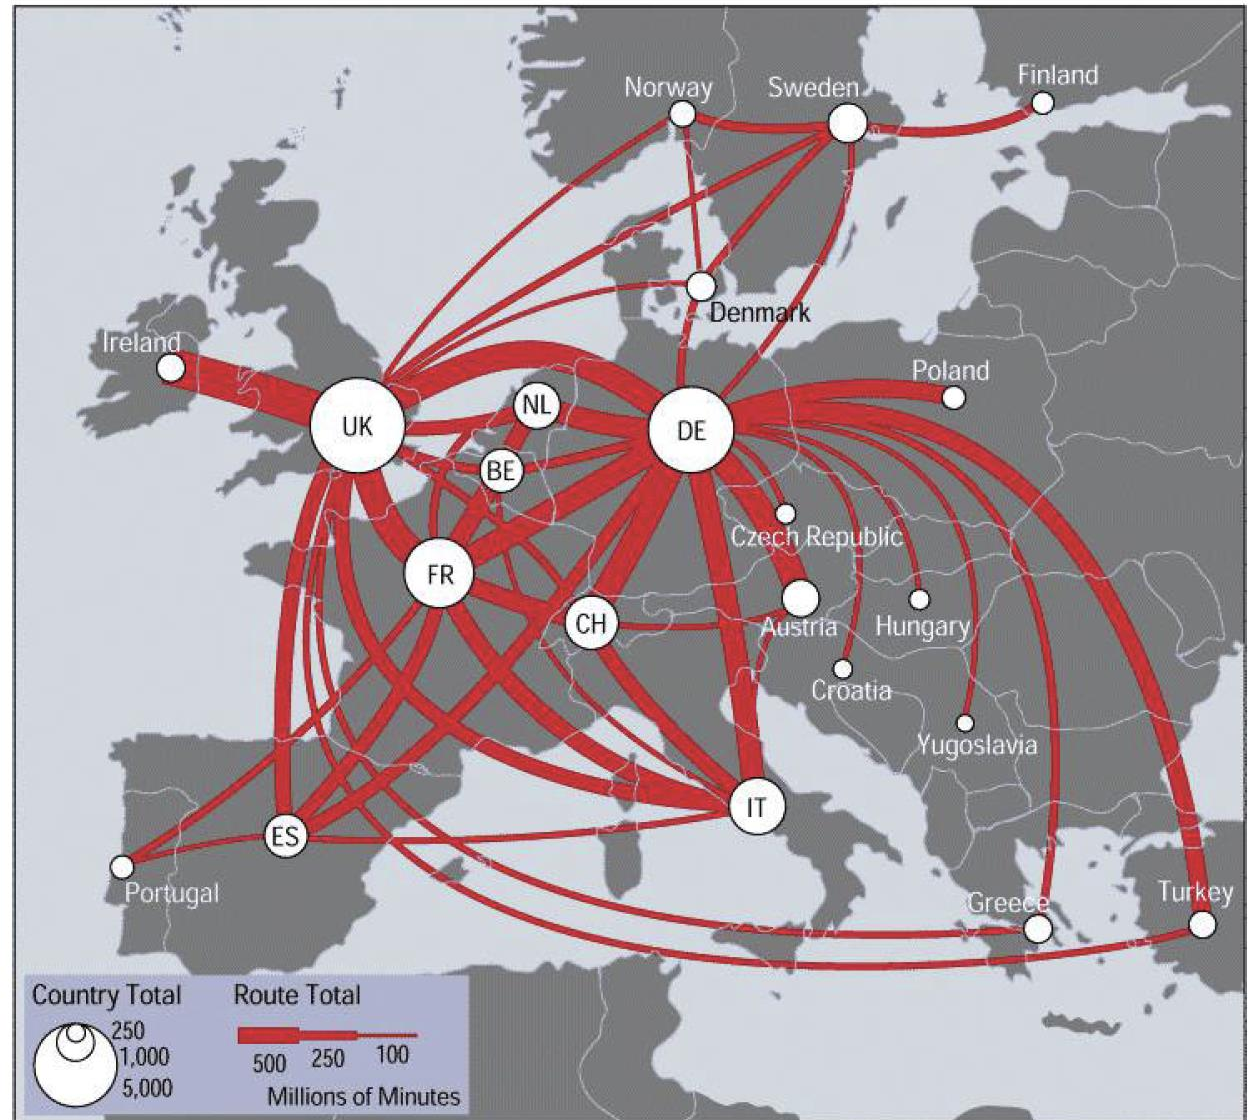 Finland
Norway
Sweden
Denmark
Ireland
Poland
NL
UK
DE
BE
Czech Republic
FR
CH
Austria
Hungary
Croatia
Yugoslavia
IT
ES
Portugal
Greece
Turkey
Country Total
250
1,000
5,000
Route Total
500 250 100
Millions of Minutes